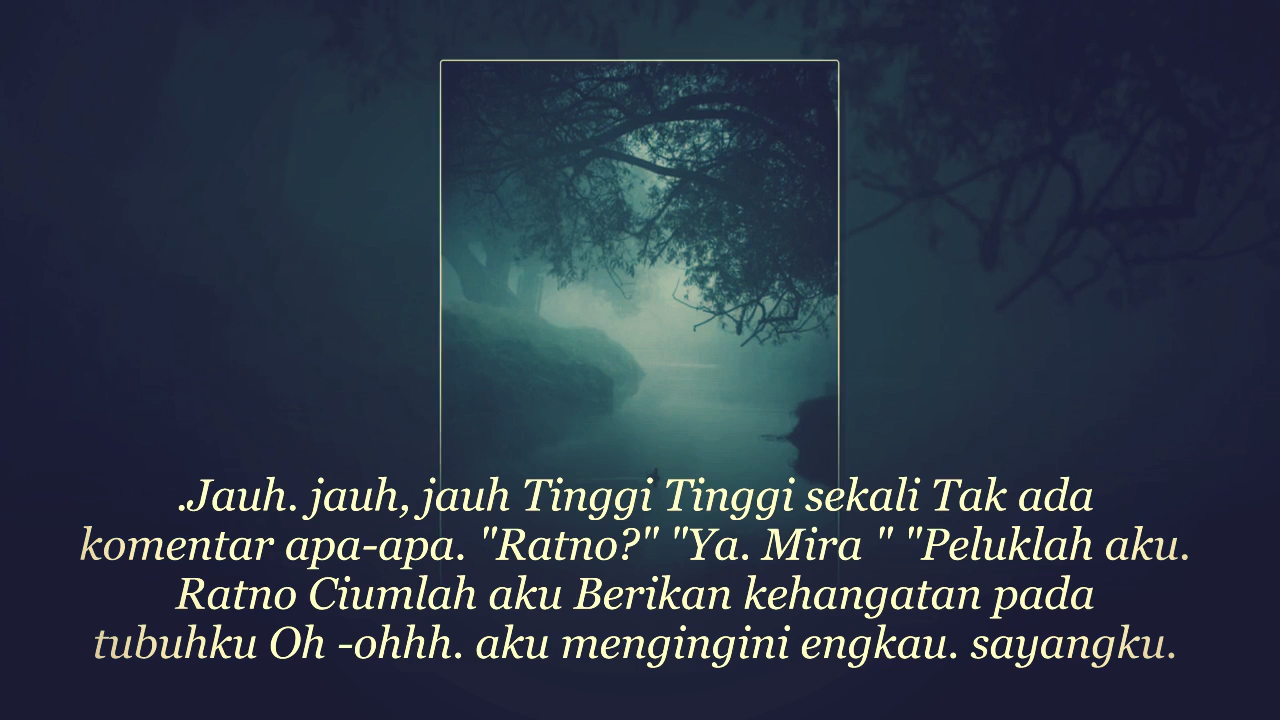 .Jauh. jauh, jauh Tinggi Tinggi sekali Tak ada
komentar apa-apa. "Ratno?" "Ya. Mira " "Peluklah aku.
Ratno Ciumlah aku Berikan kehangatan pada
tubuhku Oh -ohhh. aku mengingini engkau. sayangku.